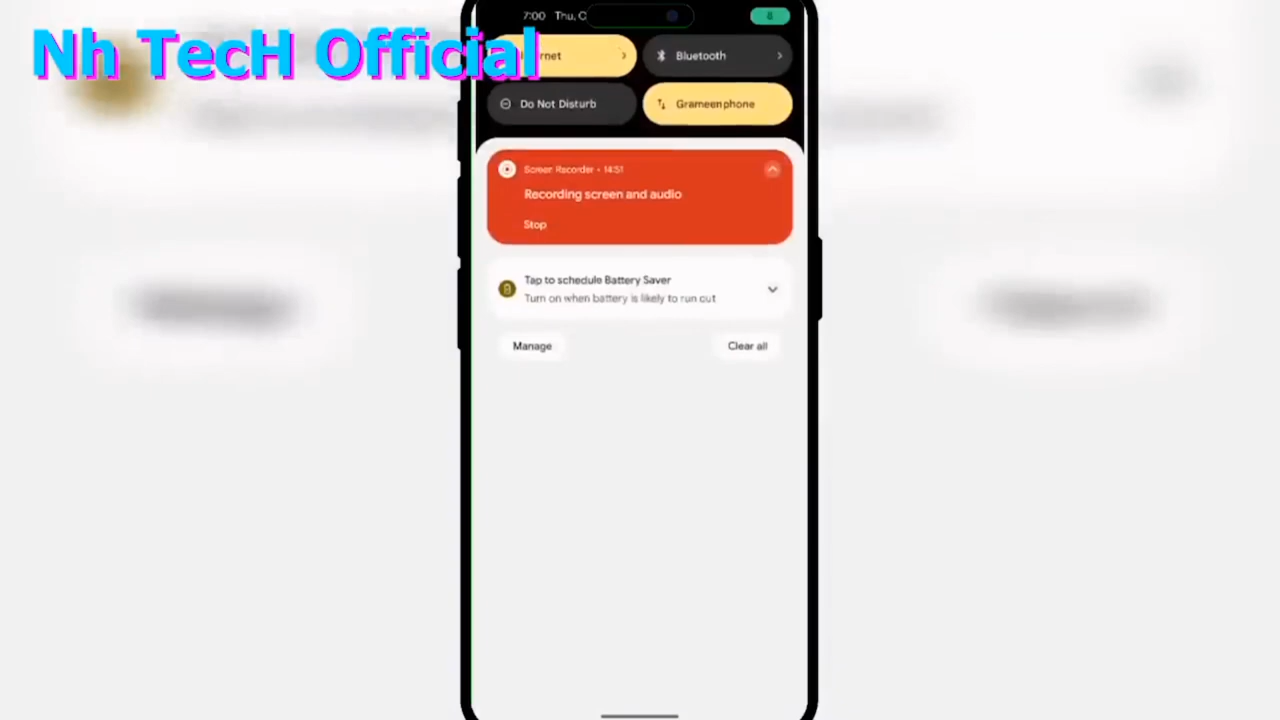 Nh TecH Official
7:00 Thu, O
Bluetooth
Do Not Disturb
Grameenphone
Screen Recorder • 14:51
Recording screen and audio
Stop
Tap to schedule Battery Saver
Turn on when battery is likely to run out
Manage
Clear all